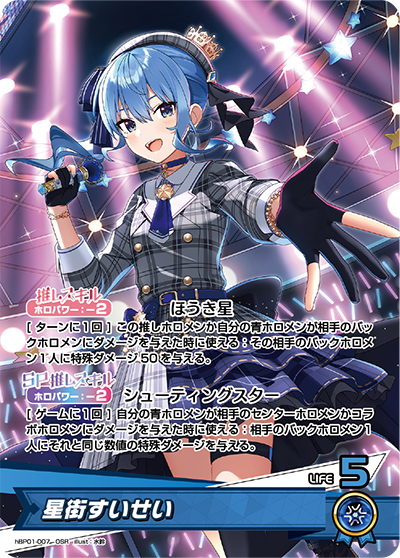 推しスキル
ホロパワー：－2
ほうき星
[ ターンに1回 ] この推しホロメンか自分の青ホロメンが相手のバッ
クホロメンにダメージを与えた時に使える：その相手のバックホロメ
ン1人に特殊ダメージ50を与える。
SP推しスキル
ホロパワー：－2
シューティングスター
[ ゲームに1回 ] 自分の青ホロメンが相手のセンターホロメンかコラ
ボホロメンにダメージを与えた時に使える：相手のバックホロメン1
人にそれと同じ数値の特殊ダメージを与える。
LIFE 5
星街すいせい
hBP01-007 OSR illust：水鈴